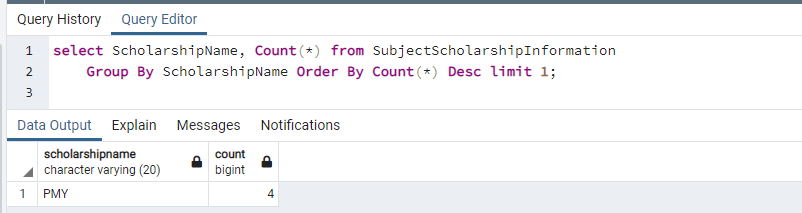 Query History Query Editor
1 select ScholarshipName, Count(*) from SubjectScholarshipInformation
2 Group By ScholarshipName Order By Count(*) Desc limit 1;
3
Data Output Explain Messages Notifications
scholarshipname count
character varying (20) bigint
1 PMY 4